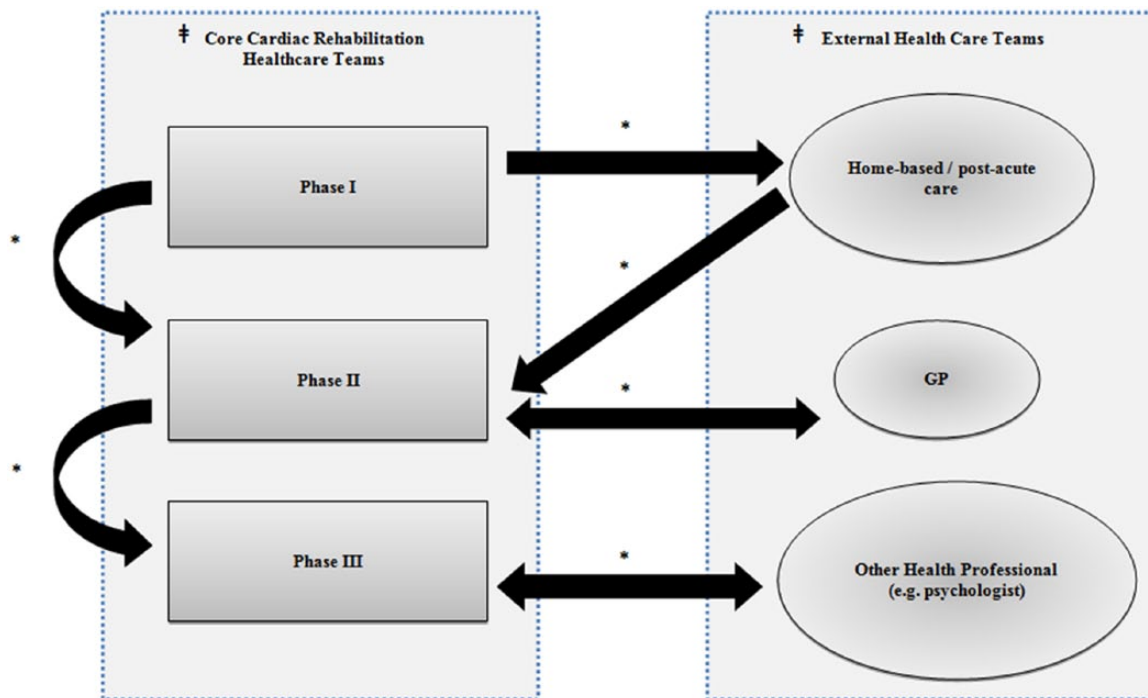 ǂ Core Cardiac Rehabilitation
Healthcare Teams
ǂ External Health Care Teams
*
Phase I
Home-based / post-acute
care
*
*
Phase II
GP
*
*
Phase III
Other Health Professional
(e.g. psychologist)
*